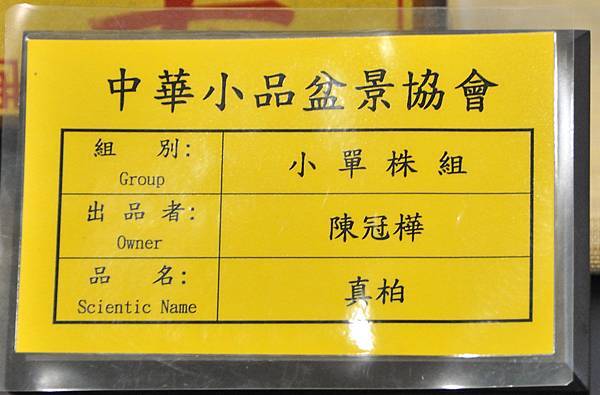 中華小品盆景協會
組 別: 小單株組
Group
出品者: 陳冠樺
Owner
品 名: 真柏
Scientic Name